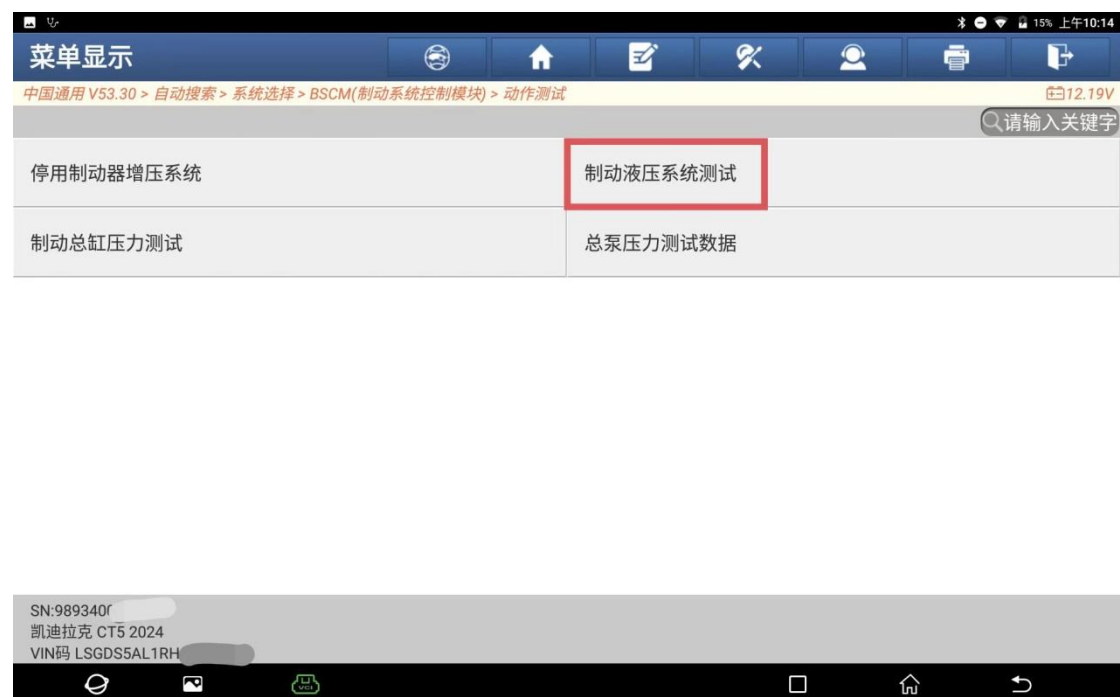 15% 上午10:14
菜单显示
中国通用 V53.30 > 自动搜索 > 系统选择 > BSCM(制动系统控制模块) > 动作测试
12.19V
请输入关键字
停用制动器增压系统
制动液压系统测试
制动总缸压力测试
总泵压力测试数据
SN:9893400
凯迪拉克 CT5 2024
VIN码 LSGDS5AL1RH
VCI